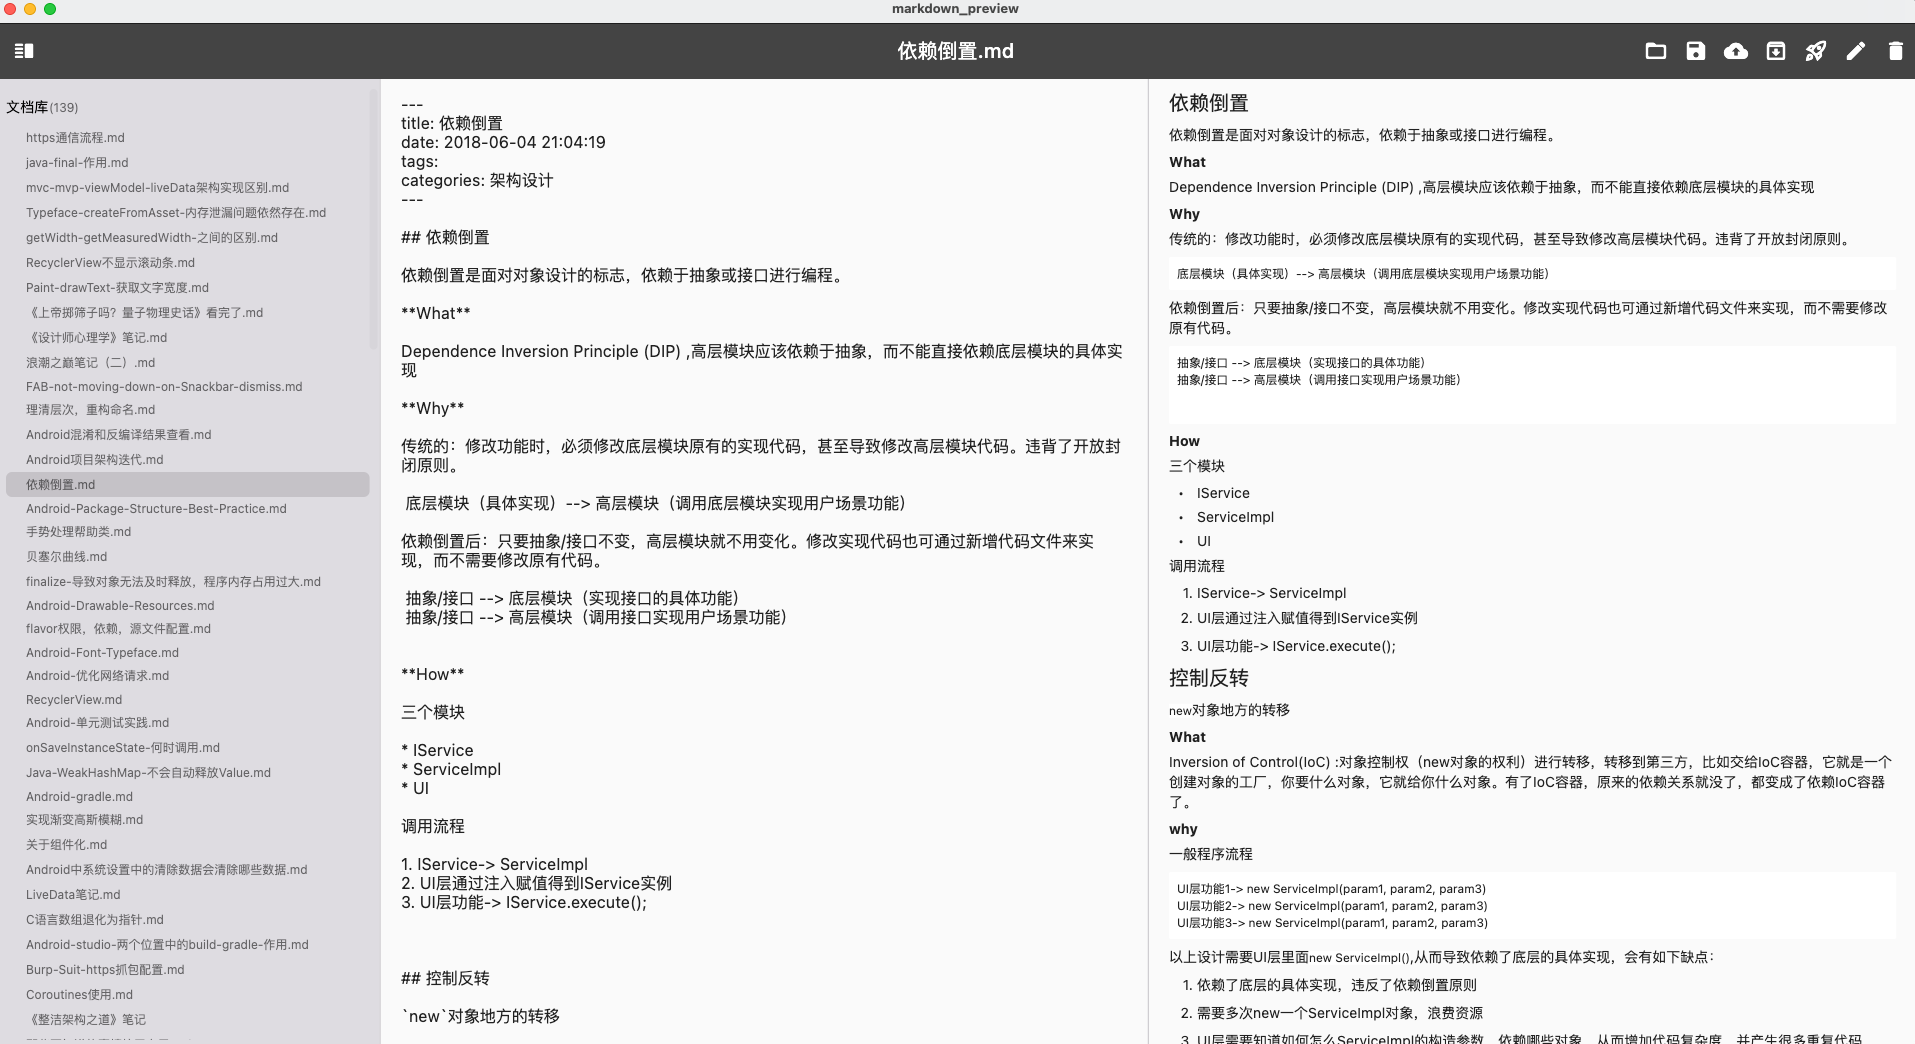 markdown_preview
依赖倒置.md
文档库(139)
https通信流程.md
java-final-作用.md
mvc-mvp-viewModel-liveData架构实现区别.md
Typeface-createFromAsset-内存泄漏问题依然存在.md
getWidth-getMeasuredWidth-之间的区别.md
RecyclerView不显示滚动条.md
Paint-drawText-获取文字宽度.md
《上帝掷筛子吗？量子物理史话》看完了.md
《设计师心理学》笔记.md
浪潮之巅笔记（二）.md
FAB-not-moving-down-on-Snackbar-dismiss.md
理清层次，重构命名.md
Android混淆和反编译结果查看.md
Android项目架构迭代.md
依赖倒置.md
Android-Package-Structure-Best-Practice.md
手势处理帮助类.md
贝塞尔曲线.md
finalize-导致对象无法及时释放，程序内存占用过大.md
Android-Drawable-Resources.md
flavor权限，依赖，源文件配置.md
Android-Font-Typeface.md
Android-优化网络请求.md
RecyclerView.md
Android-单元测试实践.md
onSaveInstanceState-何时调用.md
Java-WeakHashMap-不会自动释放Value.md
Android-gradle.md
实现渐变高斯模糊.md
关于组件化.md
Android中系统设置中的清除数据会清除哪些数据.md
LiveData笔记.md
C语言数组退化为指针.md
Android-studio-两个位置中的build-gradle-作用.md
Burp-Suit-https抓包配置.md
Coroutines使用.md
《整洁架构之道》笔记
---
title: 依赖倒置
date: 2018-06-04 21:04:19
tags:
categories: 架构设计
---
## 依赖倒置
依赖倒置是面对对象设计的标志，依赖于抽象或接口进行编程。
**What**
Dependence Inversion Principle (DIP) ,高层模块应该依赖于抽象，而不能直接依赖底层模块的具体实
现
**Why**
传统的：修改功能时，必须修改底层模块原有的实现代码，甚至导致修改高层模块代码。违背了开放封
闭原则。
底层模块（具体实现）--> 高层模块（调用底层模块实现用户场景功能）
依赖倒置后：只要抽象/接口不变，高层模块就不用变化。修改实现代码也可通过新增代码文件来实
现，而不需要修改原有代码。
抽象/接口 --> 底层模块（实现接口的具体功能）
抽象/接口 --> 高层模块（调用接口实现用户场景功能）
**How**
三个模块
* IService
* ServiceImpl
* UI
调用流程
1. IService-> ServiceImpl
2. UI层通过注入赋值得到IService实例
3. UI层功能-> IService.execute();
## 控制反转
`new`对象地方的转移
依赖倒置
依赖倒置是面对对象设计的标志，依赖于抽象或接口进行编程。
What
Dependence Inversion Principle (DIP) ,高层模块应该依赖于抽象，而不能直接依赖底层模块的具体实现
Why
传统的：修改功能时，必须修改底层模块原有的实现代码，甚至导致修改高层模块代码。违背了开放封闭原则。
底层模块（具体实现）--> 高层模块（调用底层模块实现用户场景功能）
依赖倒置后：只要抽象/接口不变，高层模块就不用变化。修改实现代码也可通过新增代码文件来实现，而不需要修改
原有代码。
抽象/接口 --> 底层模块（实现接口的具体功能）
抽象/接口 --> 高层模块（调用接口实现用户场景功能）
How
三个模块
• IService
• ServiceImpl
• UI
调用流程
1. IService-> ServiceImpl
2. UI层通过注入赋值得到IService实例
3. UI层功能-> IService.execute();
控制反转
new对象地方的转移
What
Inversion of Control(IoC) :对象控制权（new对象的权利）进行转移，转移到第三方，比如交给IoC容器，它就是一个
创建对象的工厂，你要什么对象，它就给你什么对象。有了IoC容器，原来的依赖关系就没了，都变成了依赖IoC容器
了。
why
一般程序流程
UI层功能1-> new ServiceImpl(param1, param2, param3)
UI层功能2-> new ServiceImpl(param1, param2, param3)
UI层功能3-> new ServiceImpl(param1, param2, param3)
以上设计需要UI层里面new ServiceImpl(),从而导致依赖了底层的具体实现，会有如下缺点：
1. 依赖了底层的具体实现，违反了依赖倒置原则
2. 需要多次new一个ServiceImpl对象，浪费资源
3. UI层需要知道如何怎么ServiceImpl的构造参数，依赖哪些对象，从而增加代码复杂度，并产生很多重复代码